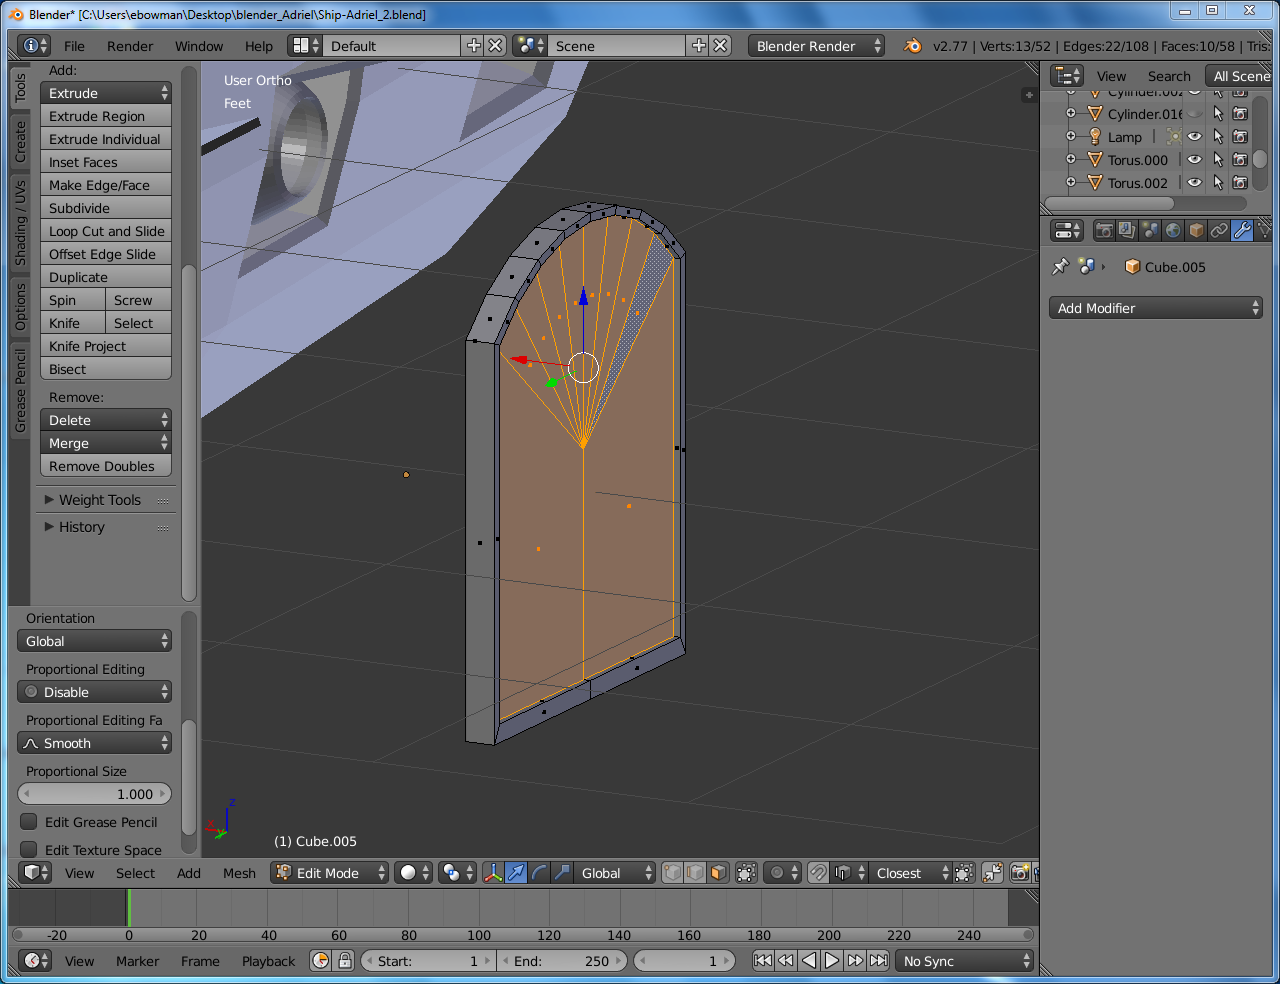 Blender* [C:\Users\ebowman\Desktop\blender_Adriel\Ship-Adriel_2.blend]
File Render Window Help Default Scene Blender Render v2.77 | Verts:13/52 | Edges:22/108 | Faces:10/58 | Tris:
Tools
Create
Shading / UVs
Options
Grease Pencil
Add:
Extrude
Extrude Region
Extrude Individual
Inset Faces
Make Edge/Face
Subdivide
Loop Cut and Slide
Offset Edge Slide
Duplicate
Spin Screw
Knife Select
Knife Project
Bisect
Remove:
Delete
Merge
Remove Doubles
Weight Tools
History
Orientation
Global
Proportional Editing
Disable
Proportional Editing Fa
Smooth
Proportional Size
1.000
Edit Grease Pencil
Edit Texture Space
User Ortho
Feet
z
x
y
(1) Cube.005
View Search All Scene
Cylinder.002
Cylinder.016
Lamp
Torus.000
Torus.002
Cube.005
Add Modifier
View Select Add Mesh Edit Mode Global Closest
-20 0 20 40 60 80 100 120 140 160 180 200 220 240
View Marker Frame Playback Start: 1 End: 250 1 No Sync